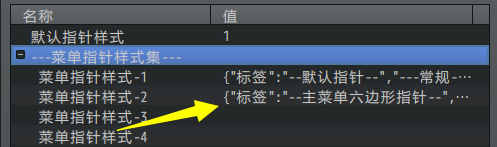 名称 值
默认指针样式 1
---菜单指针样式集---
菜单指针样式-1 {"标签":"--默认指针--","---常规-···
菜单指针样式-2 {"标签":"--主菜单六边形指针--",···
菜单指针样式-3
菜单指针样式-4